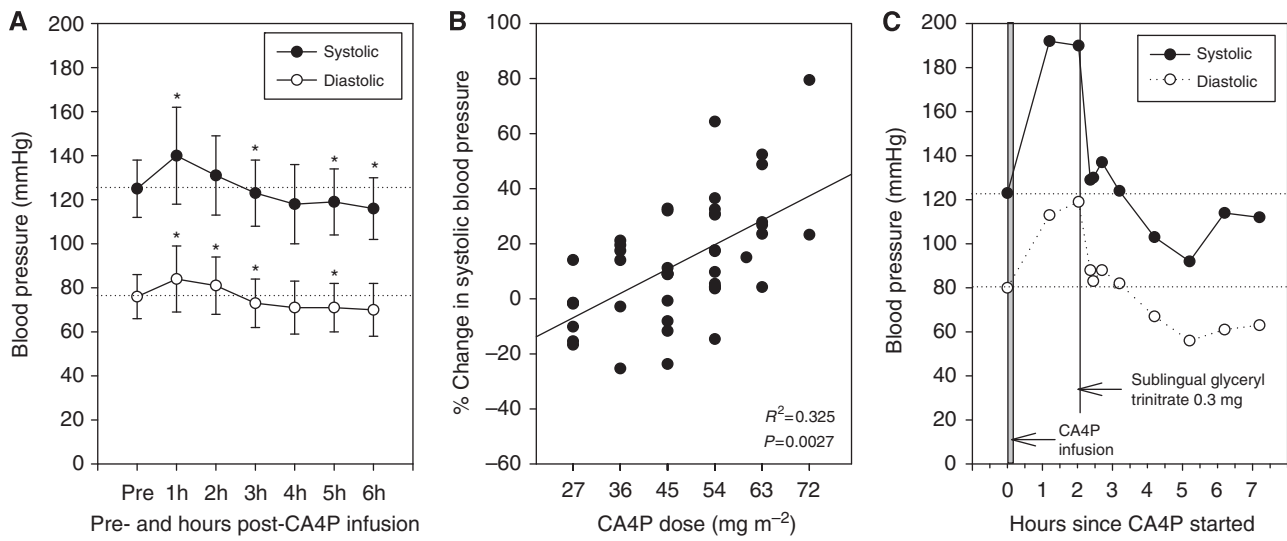 A
200
180
160
140
120
100
80
60
40
20
0
Blood pressure (mmHg)
Systolic
Diastolic
*
*
*
*
*
*
*
*
Pre 1h 2h 3h 4h 5h 6h
Pre- and hours post-CA4P infusion
B
100
80
60
40
20
0
−20
−40
−60
% Change in systolic blood pressure
R²=0.325
P=0.0027
27 36 45 54 63 72
CA4P dose (mg m⁻²)
C
200
180
160
140
120
100
80
60
40
20
0
Blood pressure (mmHg)
Systolic
Diastolic
Sublingual glyceryl
trinitrate 0.3 mg
CA4P
infusion
0 1 2 3 4 5 6 7
Hours since CA4P started